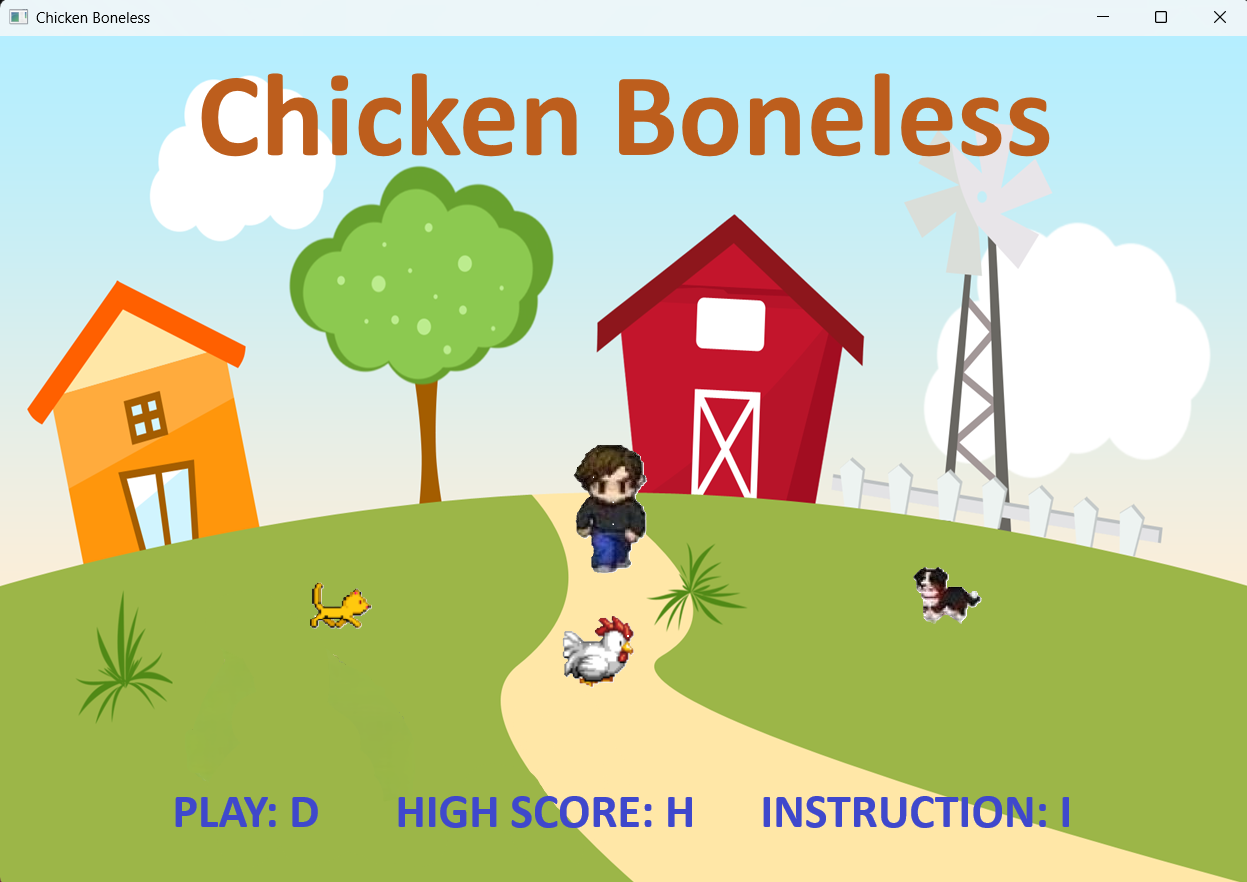 Chicken Boneless
Chicken Boneless
PLAY: D HIGH SCORE: H INSTRUCTION: I